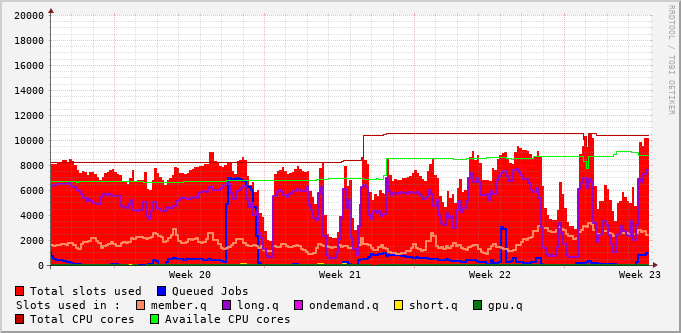 20000
18000
16000
14000
12000
10000
8000
6000
4000
2000
0
Week 20 Week 21 Week 22 Week 23
RRDTOOL / TOBI OETIKER
Total slots used Queued Jobs
Slots used in : member.q long.q ondemand.q short.q gpu.q
Total CPU cores Availale CPU cores